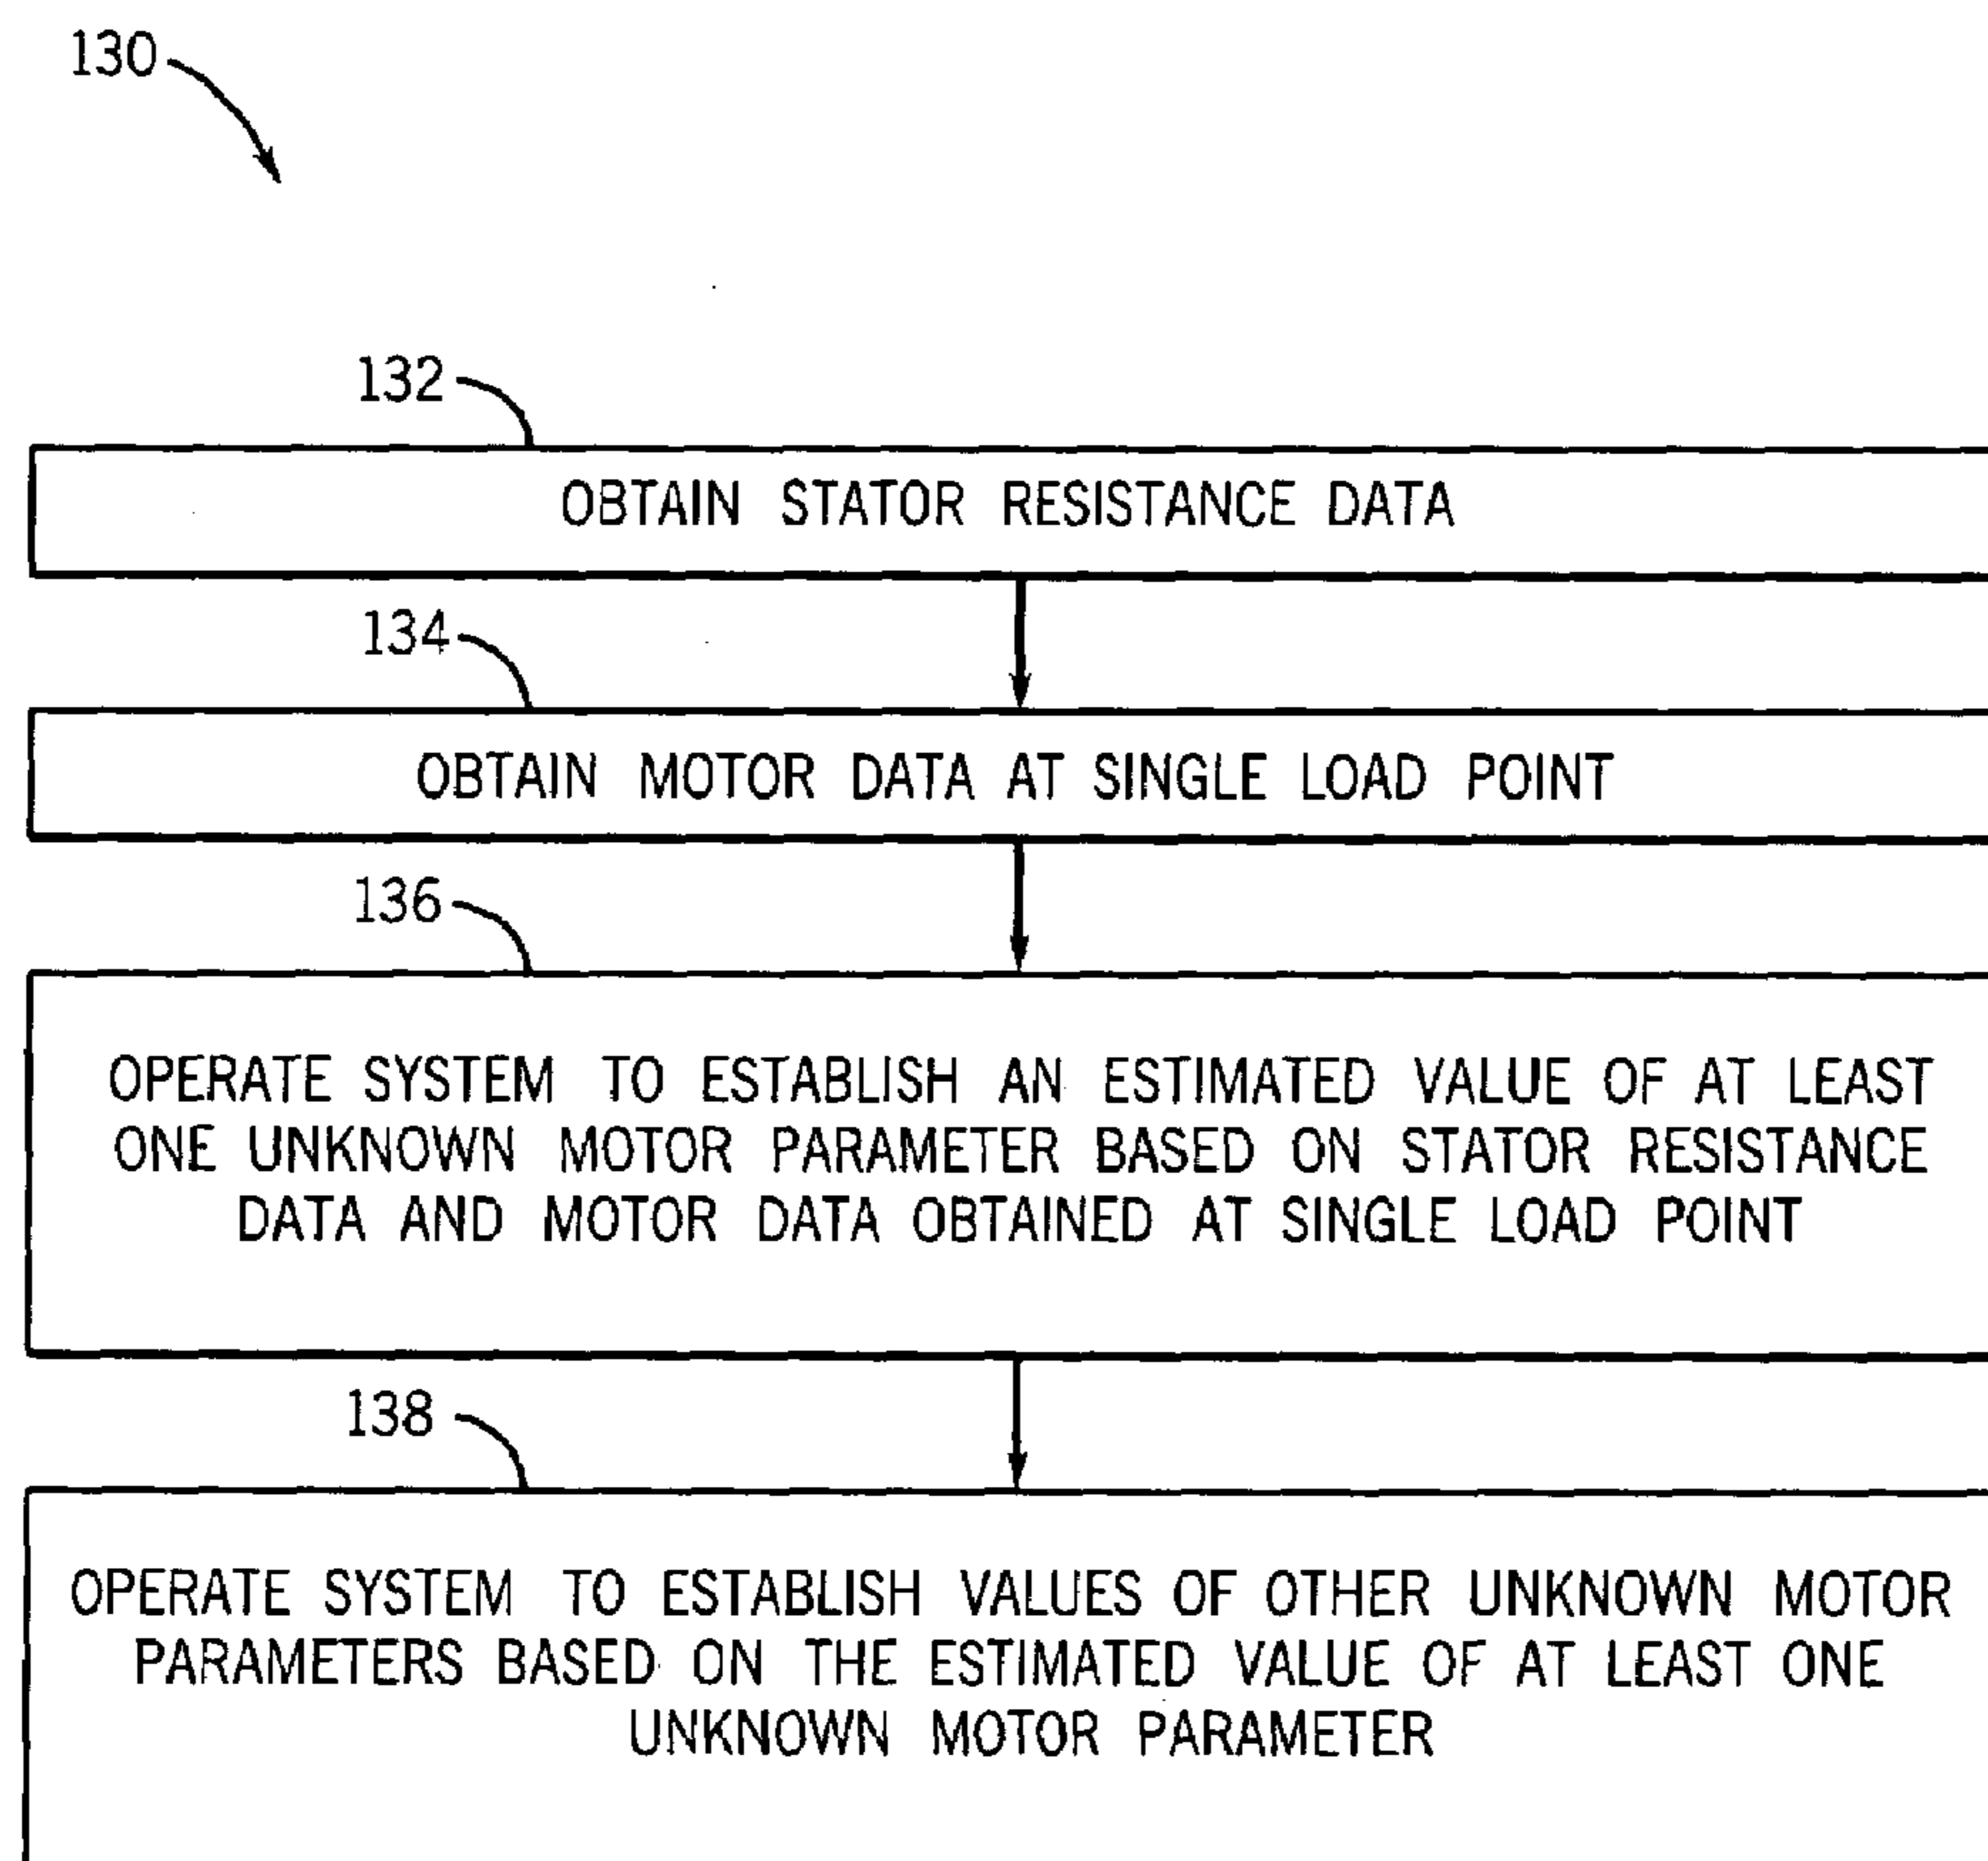 130
132
OBTAIN STATOR RESISTANCE DATA
134
OBTAIN MOTOR DATA AT SINGLE LOAD POINT
136
OPERATE SYSTEM TO ESTABLISH AN ESTIMATED VALUE OF AT LEAST
ONE UNKNOWN MOTOR PARAMETER BASED ON STATOR RESISTANCE
DATA AND MOTOR DATA OBTAINED AT SINGLE LOAD POINT
138
OPERATE SYSTEM TO ESTABLISH VALUES OF OTHER UNKNOWN MOTOR
PARAMETERS BASED ON THE ESTIMATED VALUE OF AT LEAST ONE
UNKNOWN MOTOR PARAMETER